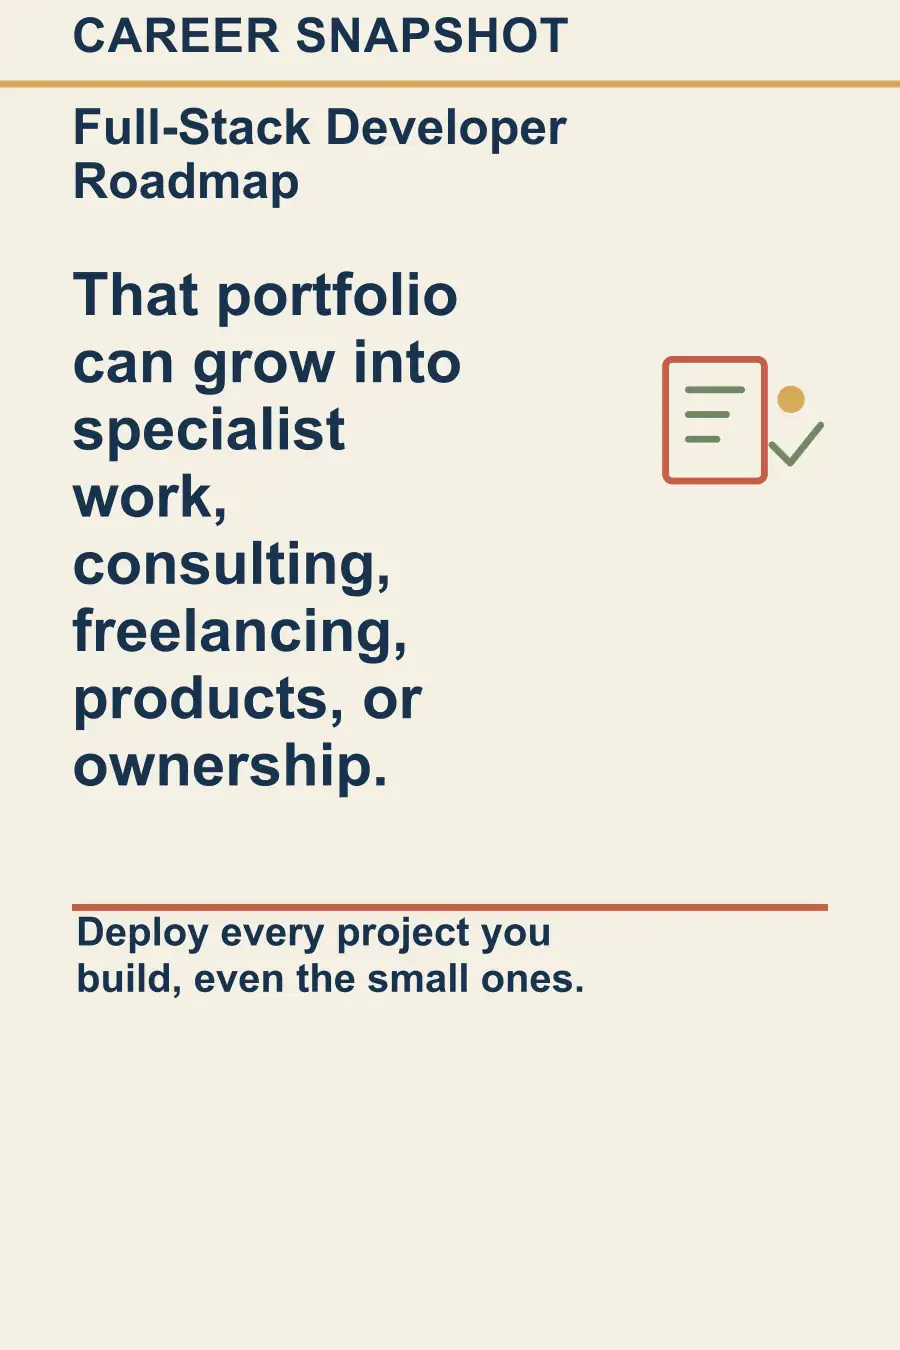 CAREER SNAPSHOT
Full-Stack Developer
Roadmap
That portfolio
can grow into
specialist
work,
consulting,
freelancing,
products, or
ownership.
Deploy every project you
build, even the small ones.